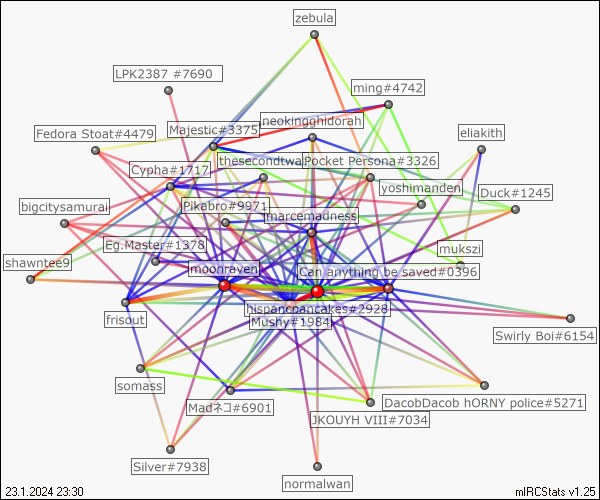 zebula
LPK2387 #7690
ming#4742
neokingghidorah
Majestic#3375
Fedora Stoat#4479
eliakith
thesecondtwal
Pocket Persona#3326
Cypha#1717
yoshimanden
Duck#1245
Pikabro#9971
bigcitysamurai
marcemadness
Eg.Master#1378
mukszi
shawntee9
moonraven
Can anything be saved#0396
hispanicpancakes#2928
frisout
Mushy#1984
Swirly Boi#6154
somass
DacobDacob hORNY police#5271
Madネコ#6901
JKOUYH VIII#7034
Silver#7938
normalwan
23.1.2024 23:30
mIRCStats v1.25